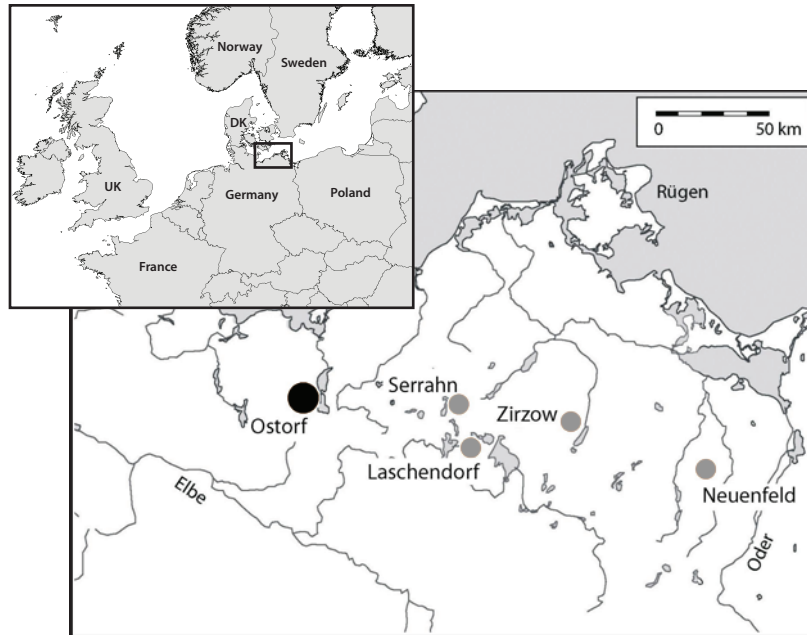 Norway
Sweden
DK
UK
Germany
Poland
France
0 50 km
Rügen
Serrahn
Zirzow
Ostorf
Laschendorf
Neuenfeld
Elbe
Oder